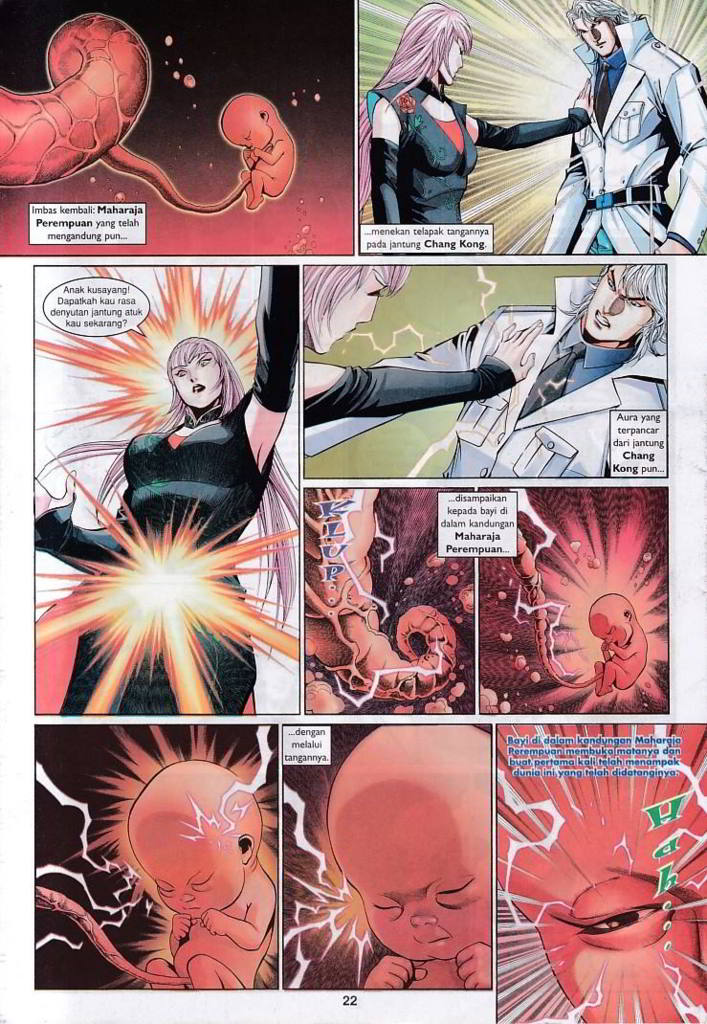 Imbas kembali: Maharaja
Perempuan yang telah
mengandung pun...
...menekan telapak tangannya
pada jantung Chang Kong.
Anak kusayang!
Dapatkah kau rasa
denyutan jantung atuk
kau sekarang?
Aura yang
terpancar
dari jantung
Chang
Kong pun...
KLUP..
...disampaikan
kepada bayi di
dalam kandungan
Maharaja
Perempuan...
...dengan
melalui
tangannya.
Bayi di dalam kandungan Maharaja
Perempuan membuka matanya dan
buat pertama kali telah menampak
dunia ini yang telah didatanginya.
Hah...
22